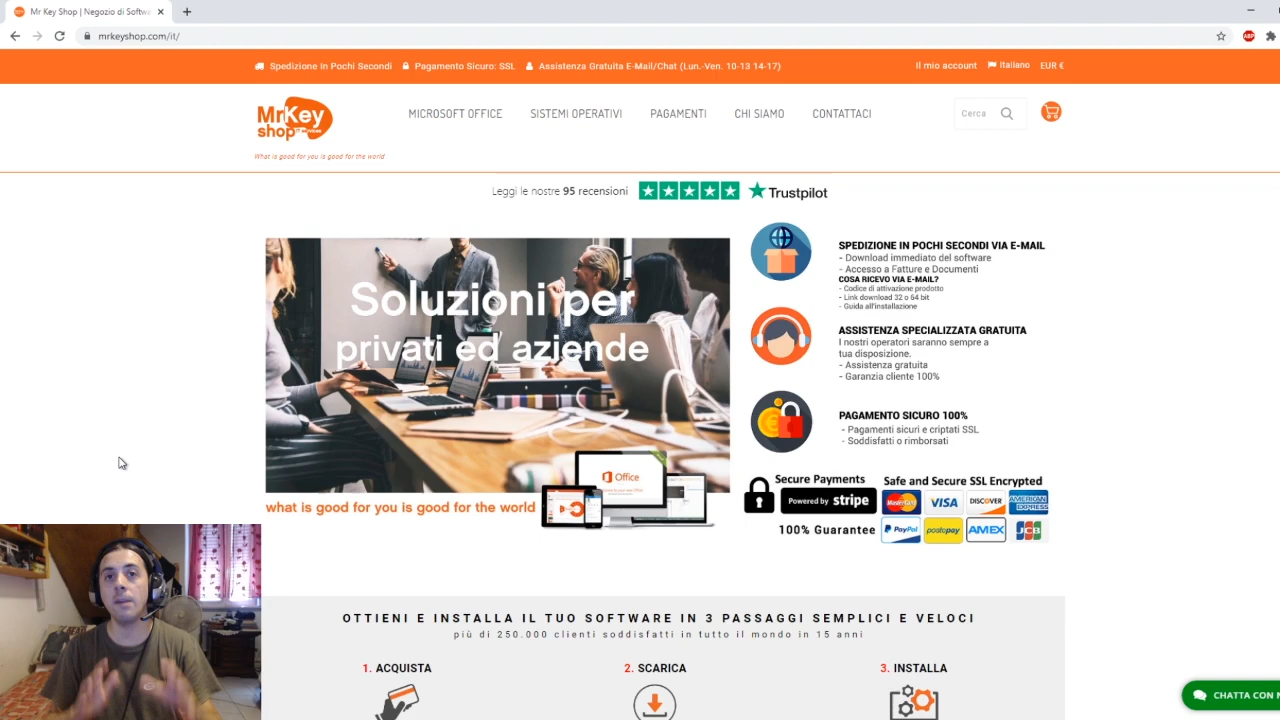 Mr Key Shop | Negozio di Softwa
mrkeyshop.com/it/
ABP
Spedizione In Pochi Secondi
Pagamento Sicuro: SSL
Assistenza Gratuita E-Mail/Chat (Lun.-Ven. 10-13 14-17)
Il mio account
Italiano
EUR €
MrKey
shop
MICROSOFT OFFICE
SISTEMI OPERATIVI
PAGAMENTI
CHI SIAMO
CONTATTACI
Cerca
What is good for you is good for the world
Leggi le nostre 95 recensioni
Trustpilot
Soluzioni per
privati ed aziende
Office
what is good for you is good for the world
SPEDIZIONE IN POCHI SECONDI VIA E-MAIL
- Download immediato del software
- Accesso a Fatture e Documenti
COSA RICEVO VIA E-MAIL?
- Codice di attivazione prodotto
- Link download 32 o 64 bit
- Guida all'installazione
ASSISTENZA SPECIALIZZATA GRATUITA
I nostri operatori saranno sempre a
tua disposizione.
- Assistenza gratuita
- Garanzia cliente 100%
PAGAMENTO SICURO 100%
- Pagamenti sicuri e criptati SSL
- Soddisfatti o rimborsati
Secure Payments
Powered by stripe
100% Guarantee
Safe and Secure SSL Encrypted
MasterCard
VISA
DISCOVER
AMERICAN EXPRESS
PayPal
postepay
AMEX
JCB
OTTIENI E INSTALLA IL TUO SOFTWARE IN 3 PASSAGGI SEMPLICI E VELOCI
più di 250.000 clienti soddisfatti in tutto il mondo in 15 anni
1. ACQUISTA
2. SCARICA
3. INSTALLA
CHATTA CON N